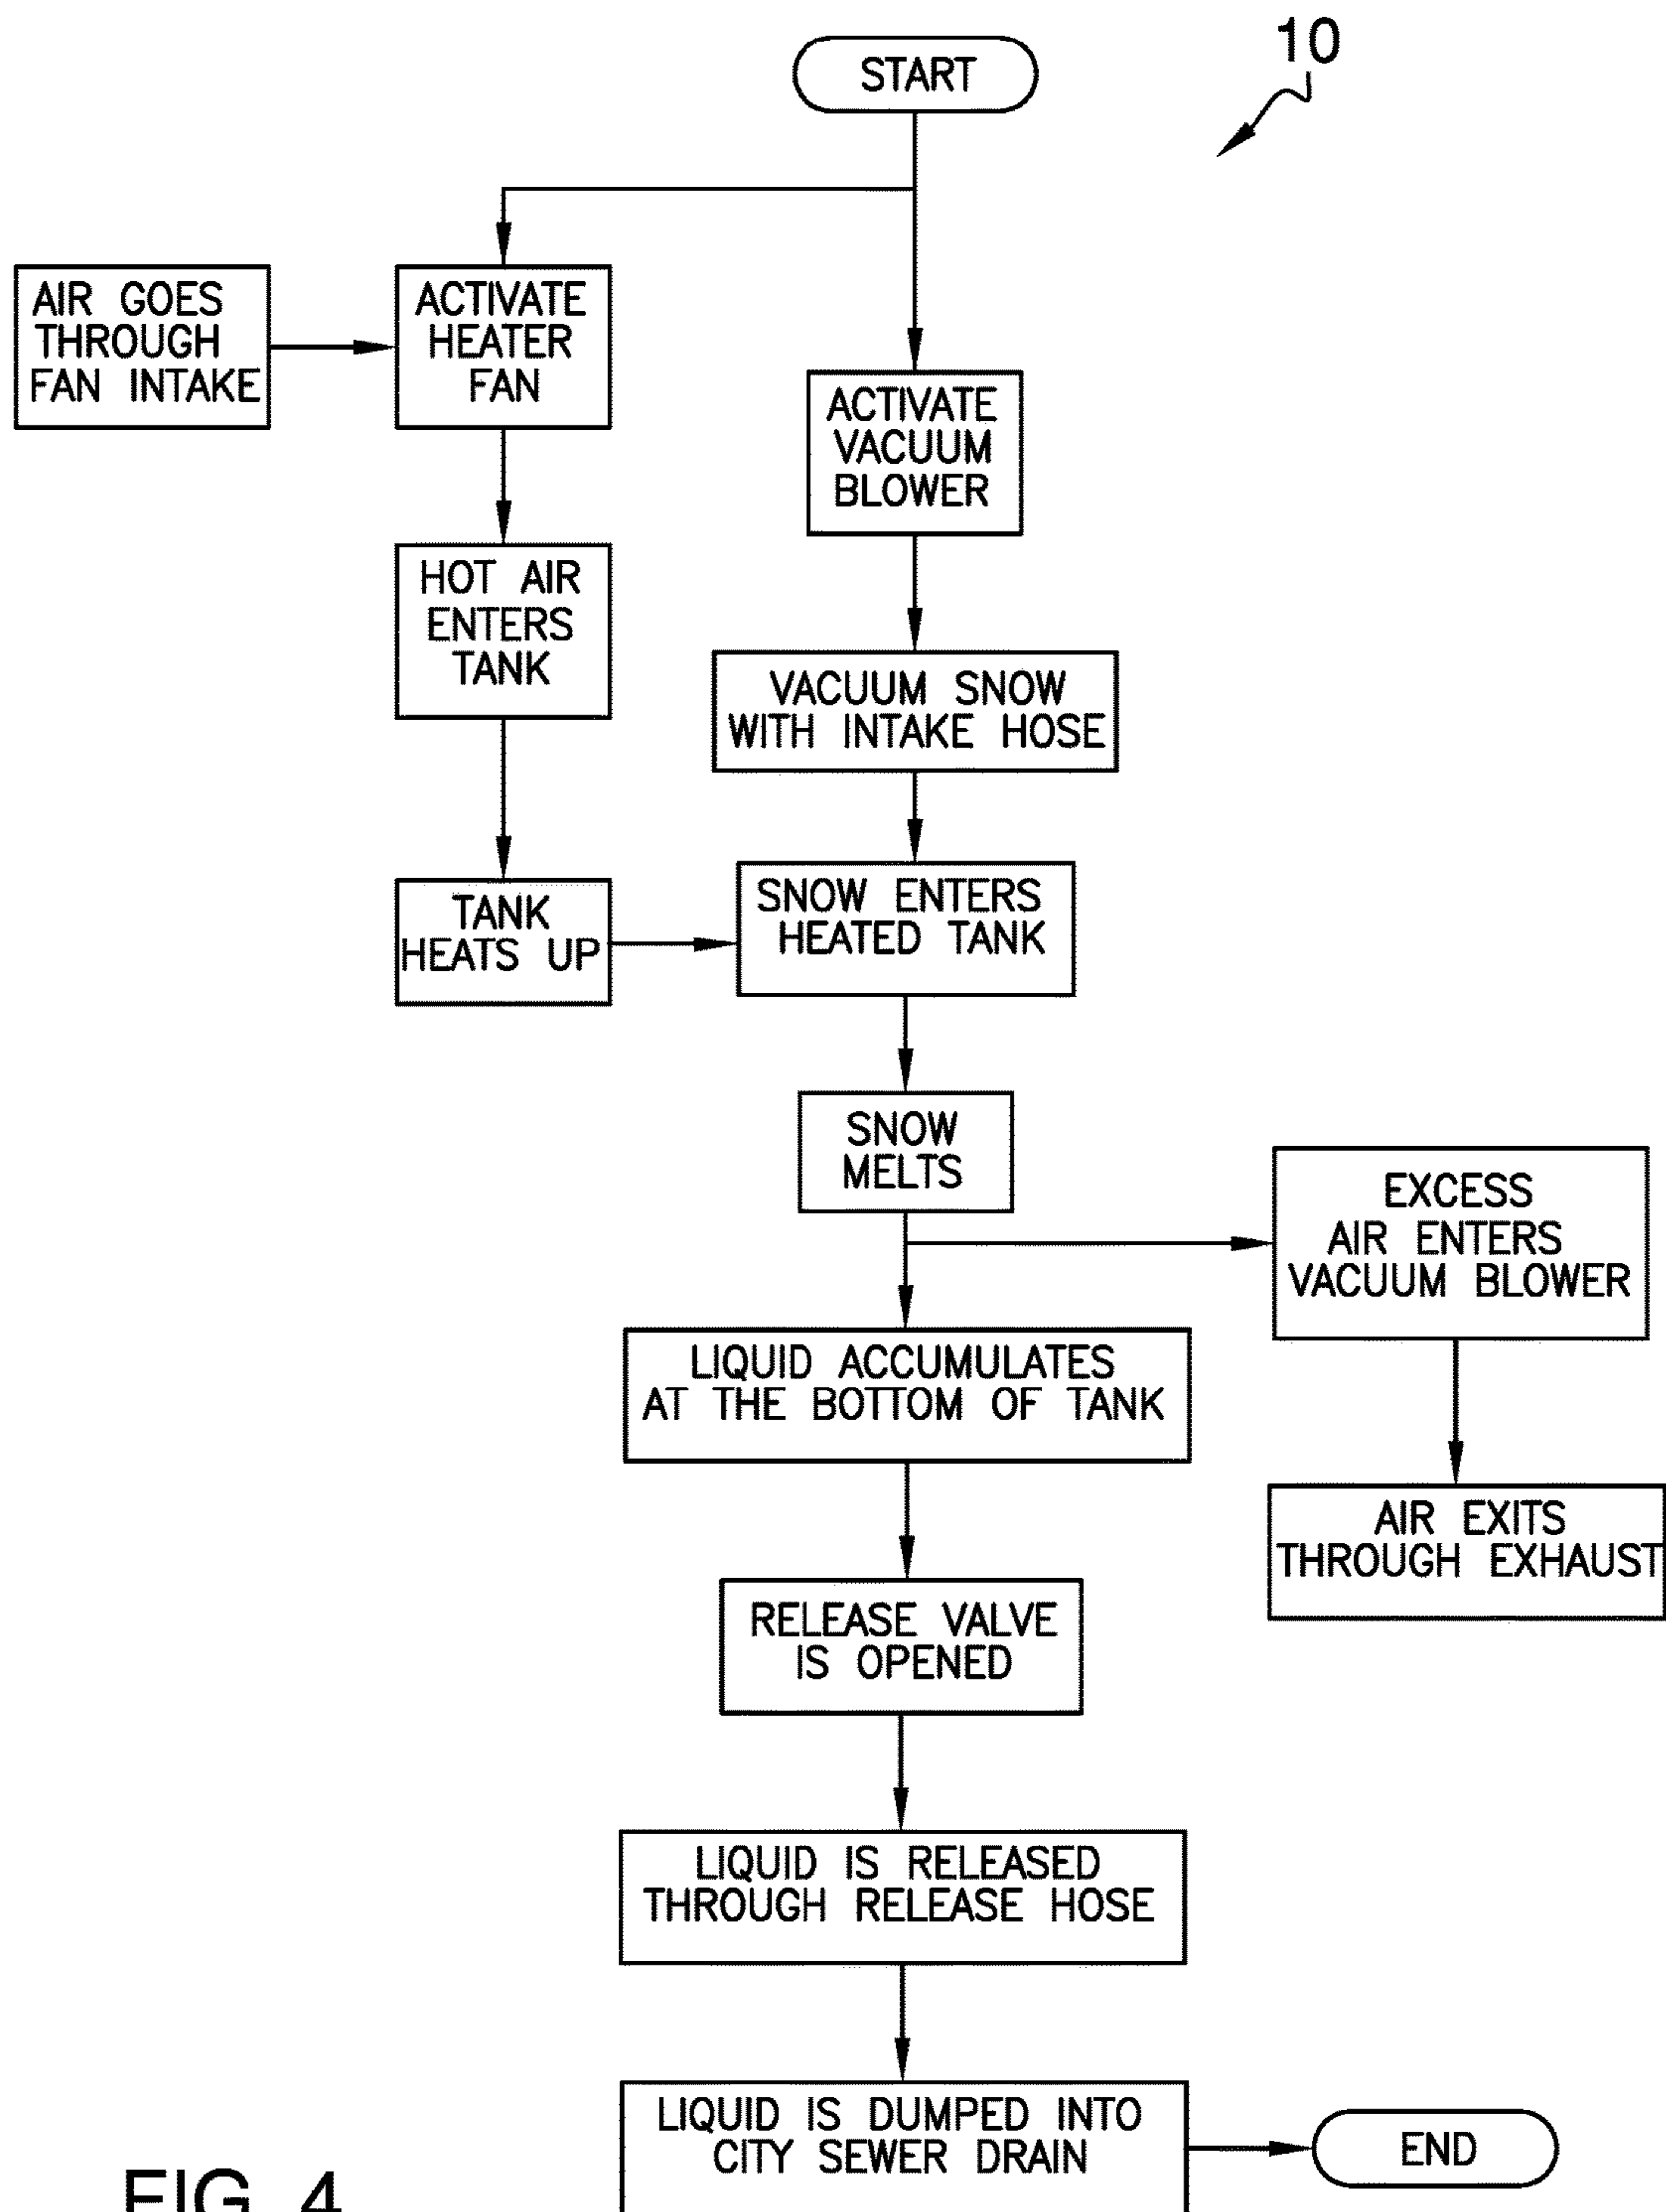 10
START
AIR GOES
THROUGH
FAN INTAKE
ACTIVATE
HEATER
FAN
ACTIVATE
VACUUM
BLOWER
HOT AIR
ENTERS
TANK
VACUUM SNOW
WITH INTAKE HOSE
TANK
HEATS UP
SNOW ENTERS
HEATED TANK
SNOW
MELTS
EXCESS
AIR ENTERS
VACUUM BLOWER
LIQUID ACCUMULATES
AT THE BOTTOM OF TANK
AIR EXITS
THROUGH EXHAUST
RELEASE VALVE
IS OPENED
LIQUID IS RELEASED
THROUGH RELEASE HOSE
LIQUID IS DUMPED INTO
CITY SEWER DRAIN
END
FIG. 4